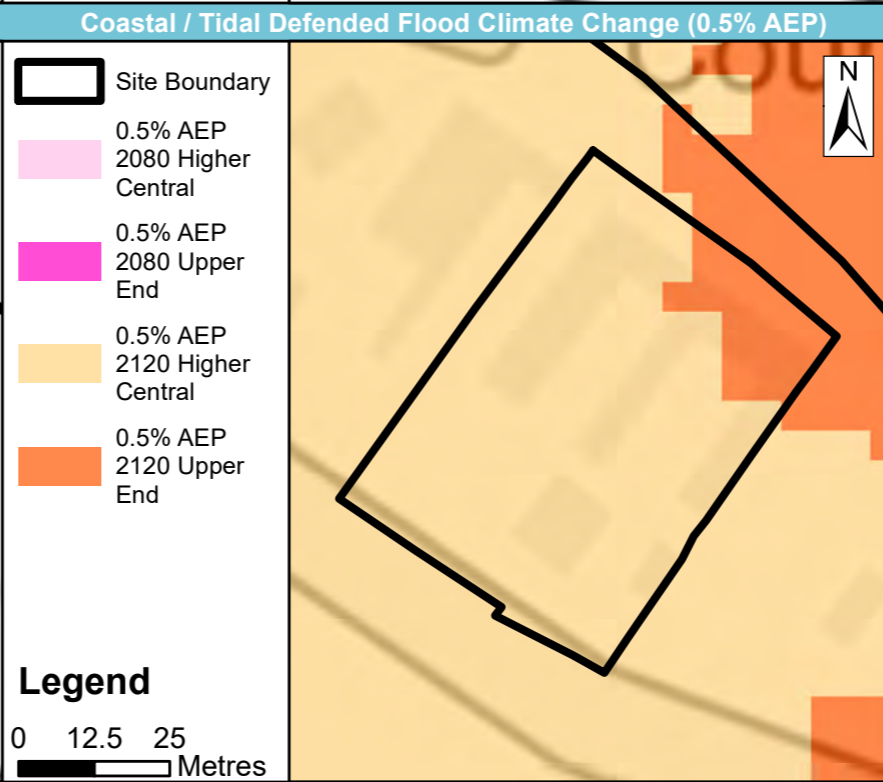 Coastal / Tidal Defended Flood Climate Change (0.5% AEP)
Site Boundary
0.5% AEP
2080 Higher
Central
0.5% AEP
2080 Upper
End
0.5% AEP
2120 Higher
Central
0.5% AEP
2120 Upper
End
Legend
0 12.5 25
Metres
N